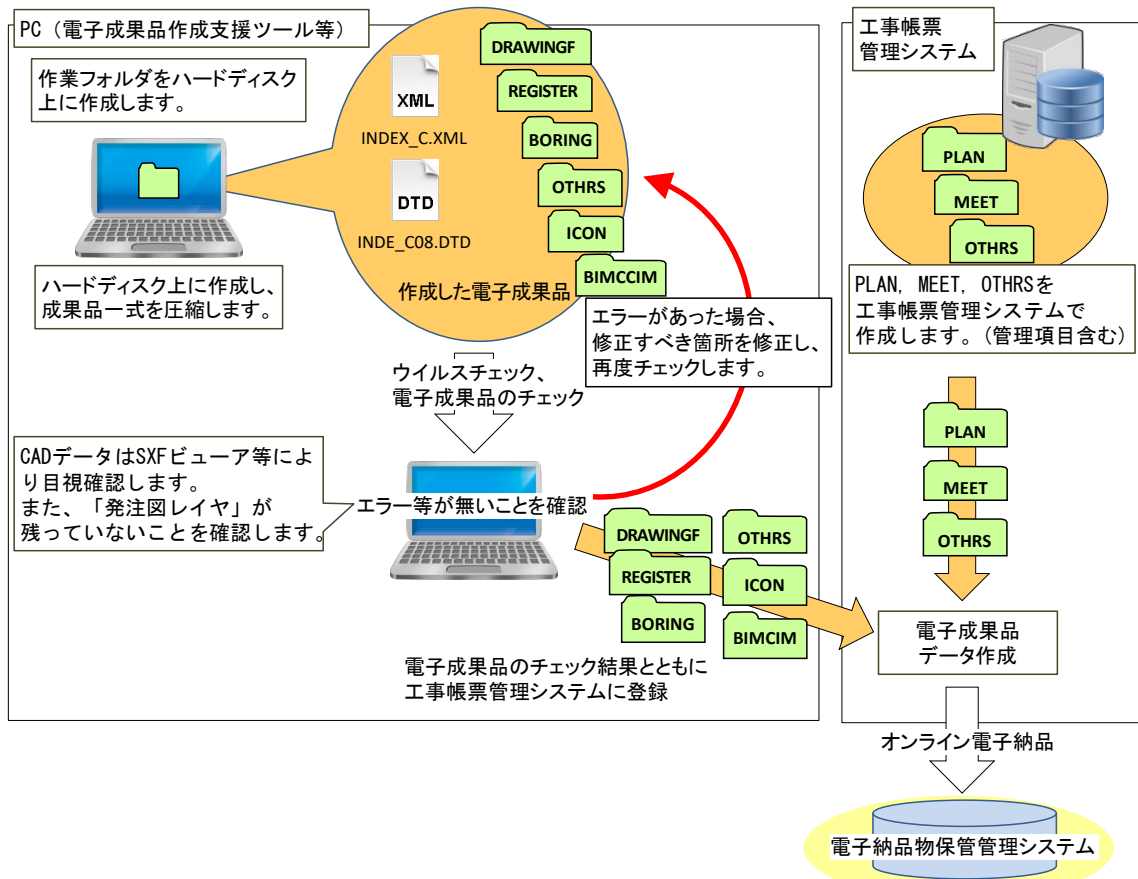 PC（電子成果品作成支援ツール等）
作業フォルダをハードディスク
上に作成します。
ハードディスク上に作成し、
成果品一式を圧縮します。
XML
INDEX_C.XML
DTD
INDE_C08.DTD
DRAWINGF
REGISTER
BORING
OTHRS
ICON
BIMCCIM
作成した電子成果品
エラーがあった場合、
修正すべき箇所を修正し、
再度チェックします。
ウイルスチェック、
電子成果品のチェック
CADデータはSXFビューア等によ
り目視確認します。
また、「発注図レイヤ」が
残っていないことを確認します。
エラー等が無いことを確認
DRAWINGF
OTHRS
REGISTER
ICON
BORING
BIMCIM
電子成果品のチェック結果とともに
工事帳票管理システムに登録
工事帳票
管理システム
PLAN
MEET
OTHRS
PLAN, MEET, OTHRSを
工事帳票管理システムで
作成します。（管理項目含む）
PLAN
MEET
OTHRS
電子成果品
データ作成
オンライン電子納品
電子納品物保管管理システム